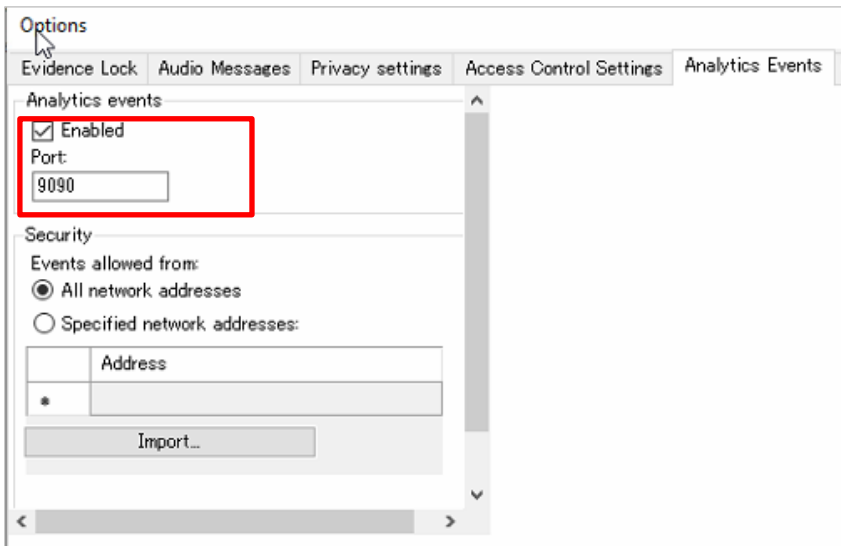 Options
Evidence Lock Audio Messages Privacy settings Access Control Settings Analytics Events
Analytics events
Enabled
Port:
9090
Security
Events allowed from:
All network addresses
Specified network addresses:
Address
*
Import...